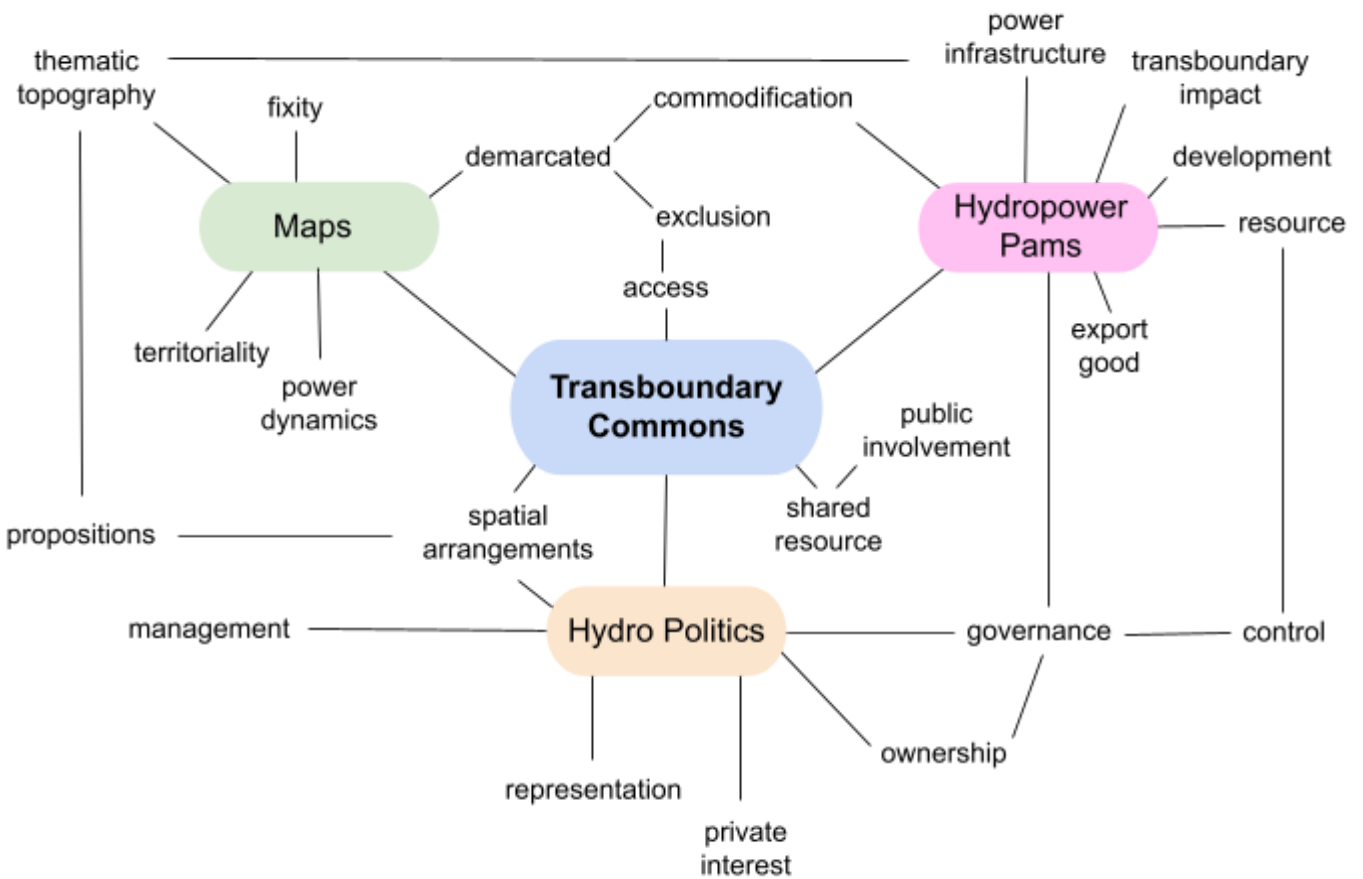 thematic
topography
fixity
demarcated
commodification
power
infrastructure
transboundary
impact
development
Maps
exclusion
Hydropower
Pams
resource
access
territoriality
power
dynamics
export
good
Transboundary
Commons
public
involvement
propositions
spatial
arrangements
shared
resource
management
Hydro Politics
governance
control
ownership
representation
private
interest